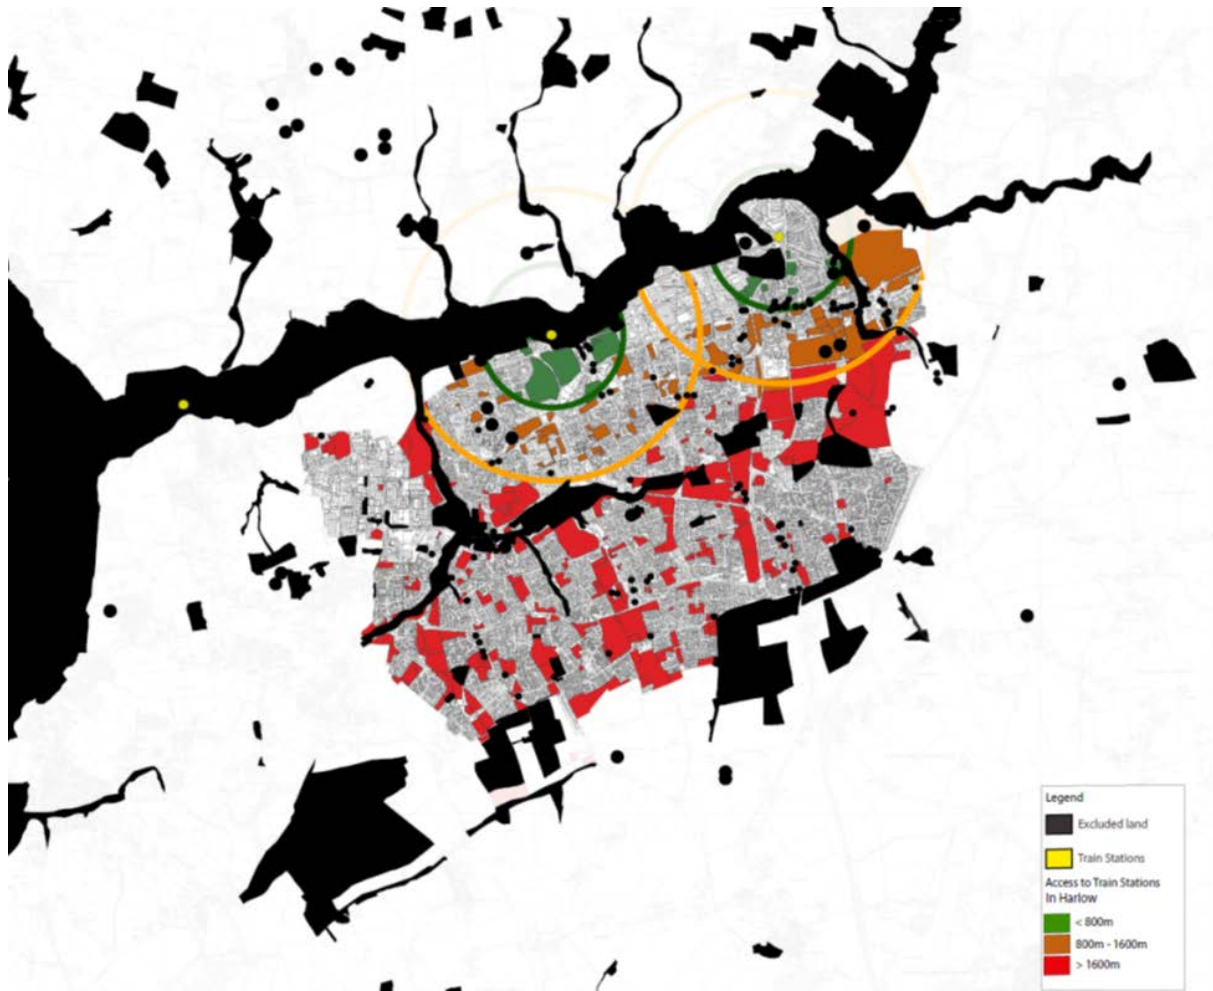 Legend
Excluded land
Train Stations
Access to Train Stations
In Harlow
< 800m
800m - 1600m
> 1600m